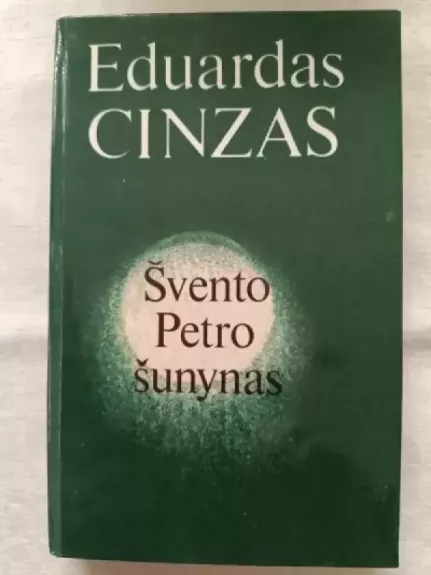 Eduardas
CINZAS
Švento
Petro
šunynas